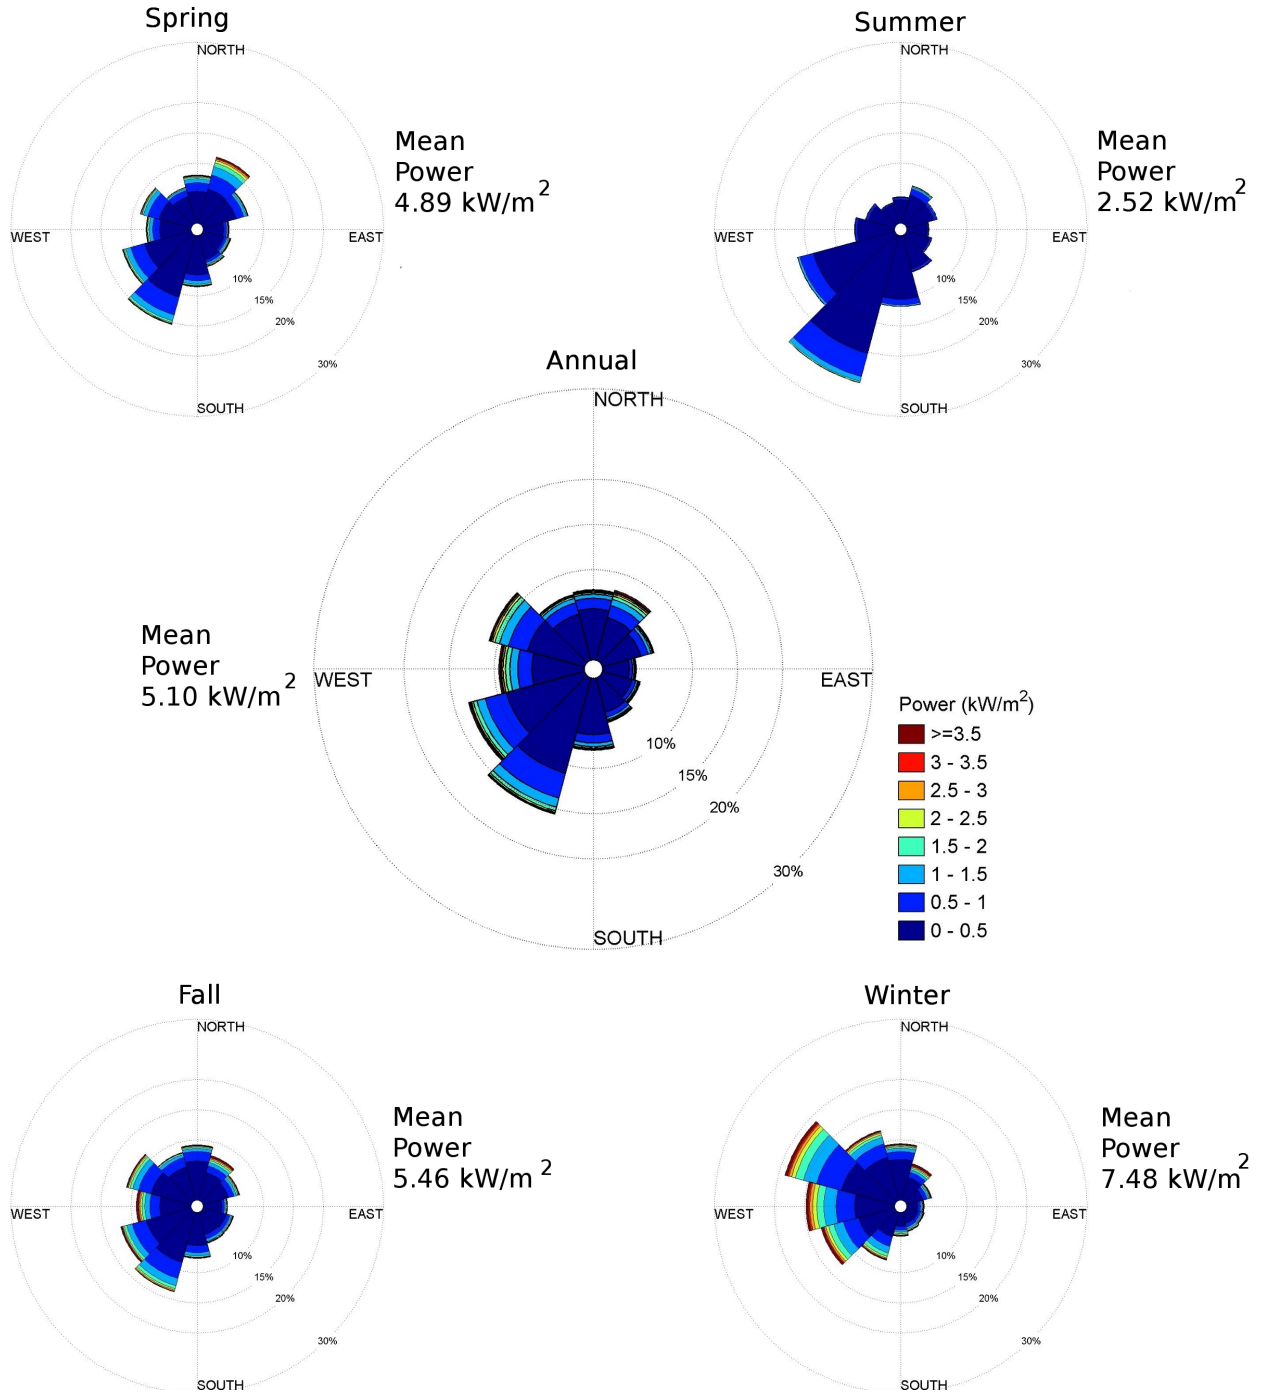 Spring
NORTH
WEST
EAST
SOUTH
10%
15%
20%
30%
Mean
Power
4.89 kW/m2
Summer
NORTH
WEST
EAST
SOUTH
10%
15%
20%
30%
Mean
Power
2.52 kW/m2
Annual
NORTH
WEST
EAST
SOUTH
10%
15%
20%
30%
Mean
Power
5.10 kW/m2
Power (kW/m2)
>=3.5
3 - 3.5
2.5 - 3
2 - 2.5
1.5 - 2
1 - 1.5
0.5 - 1
0 - 0.5
Fall
NORTH
WEST
EAST
SOUTH
10%
15%
20%
30%
Mean
Power
5.46 kW/m2
Winter
NORTH
WEST
EAST
SOUTH
10%
15%
20%
30%
Mean
Power
7.48 kW/m2